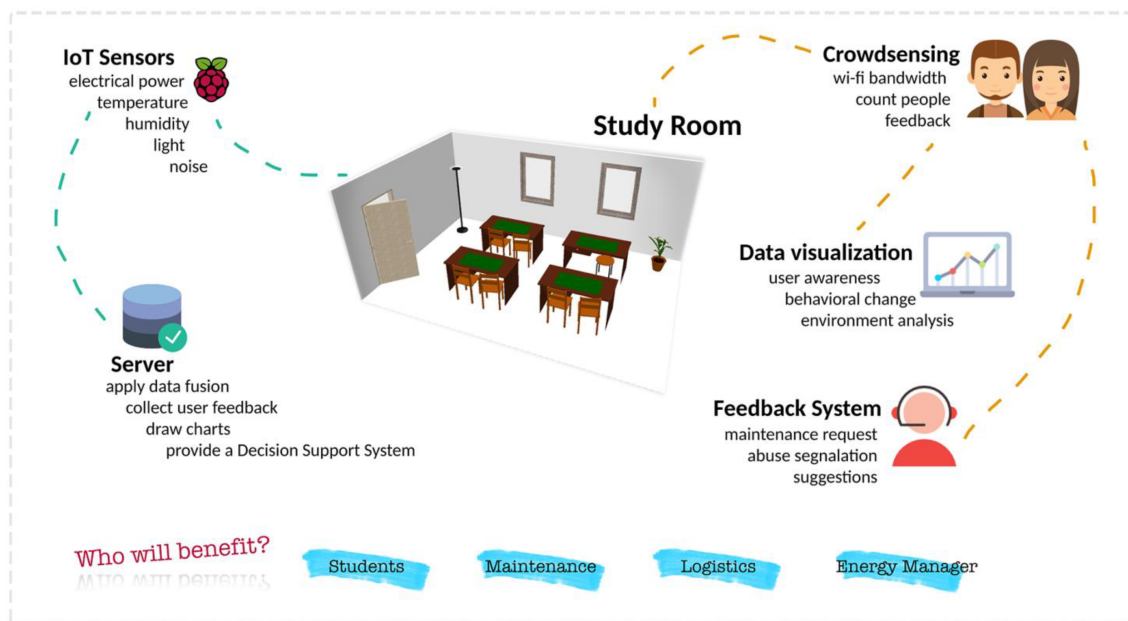 IoT Sensors
electrical power
temperature
humidity
light
noise
Study Room
Crowdsensing
wi-fi bandwidth
count people
feedback
Data visualization
user awareness
behavioral change
environment analysis
Server
apply data fusion
collect user feedback
draw charts
provide a Decision Support System
Feedback System
maintenance request
abuse segnalation
suggestions
Who will benefit?
Students
Maintenance
Logistics
Energy Manager